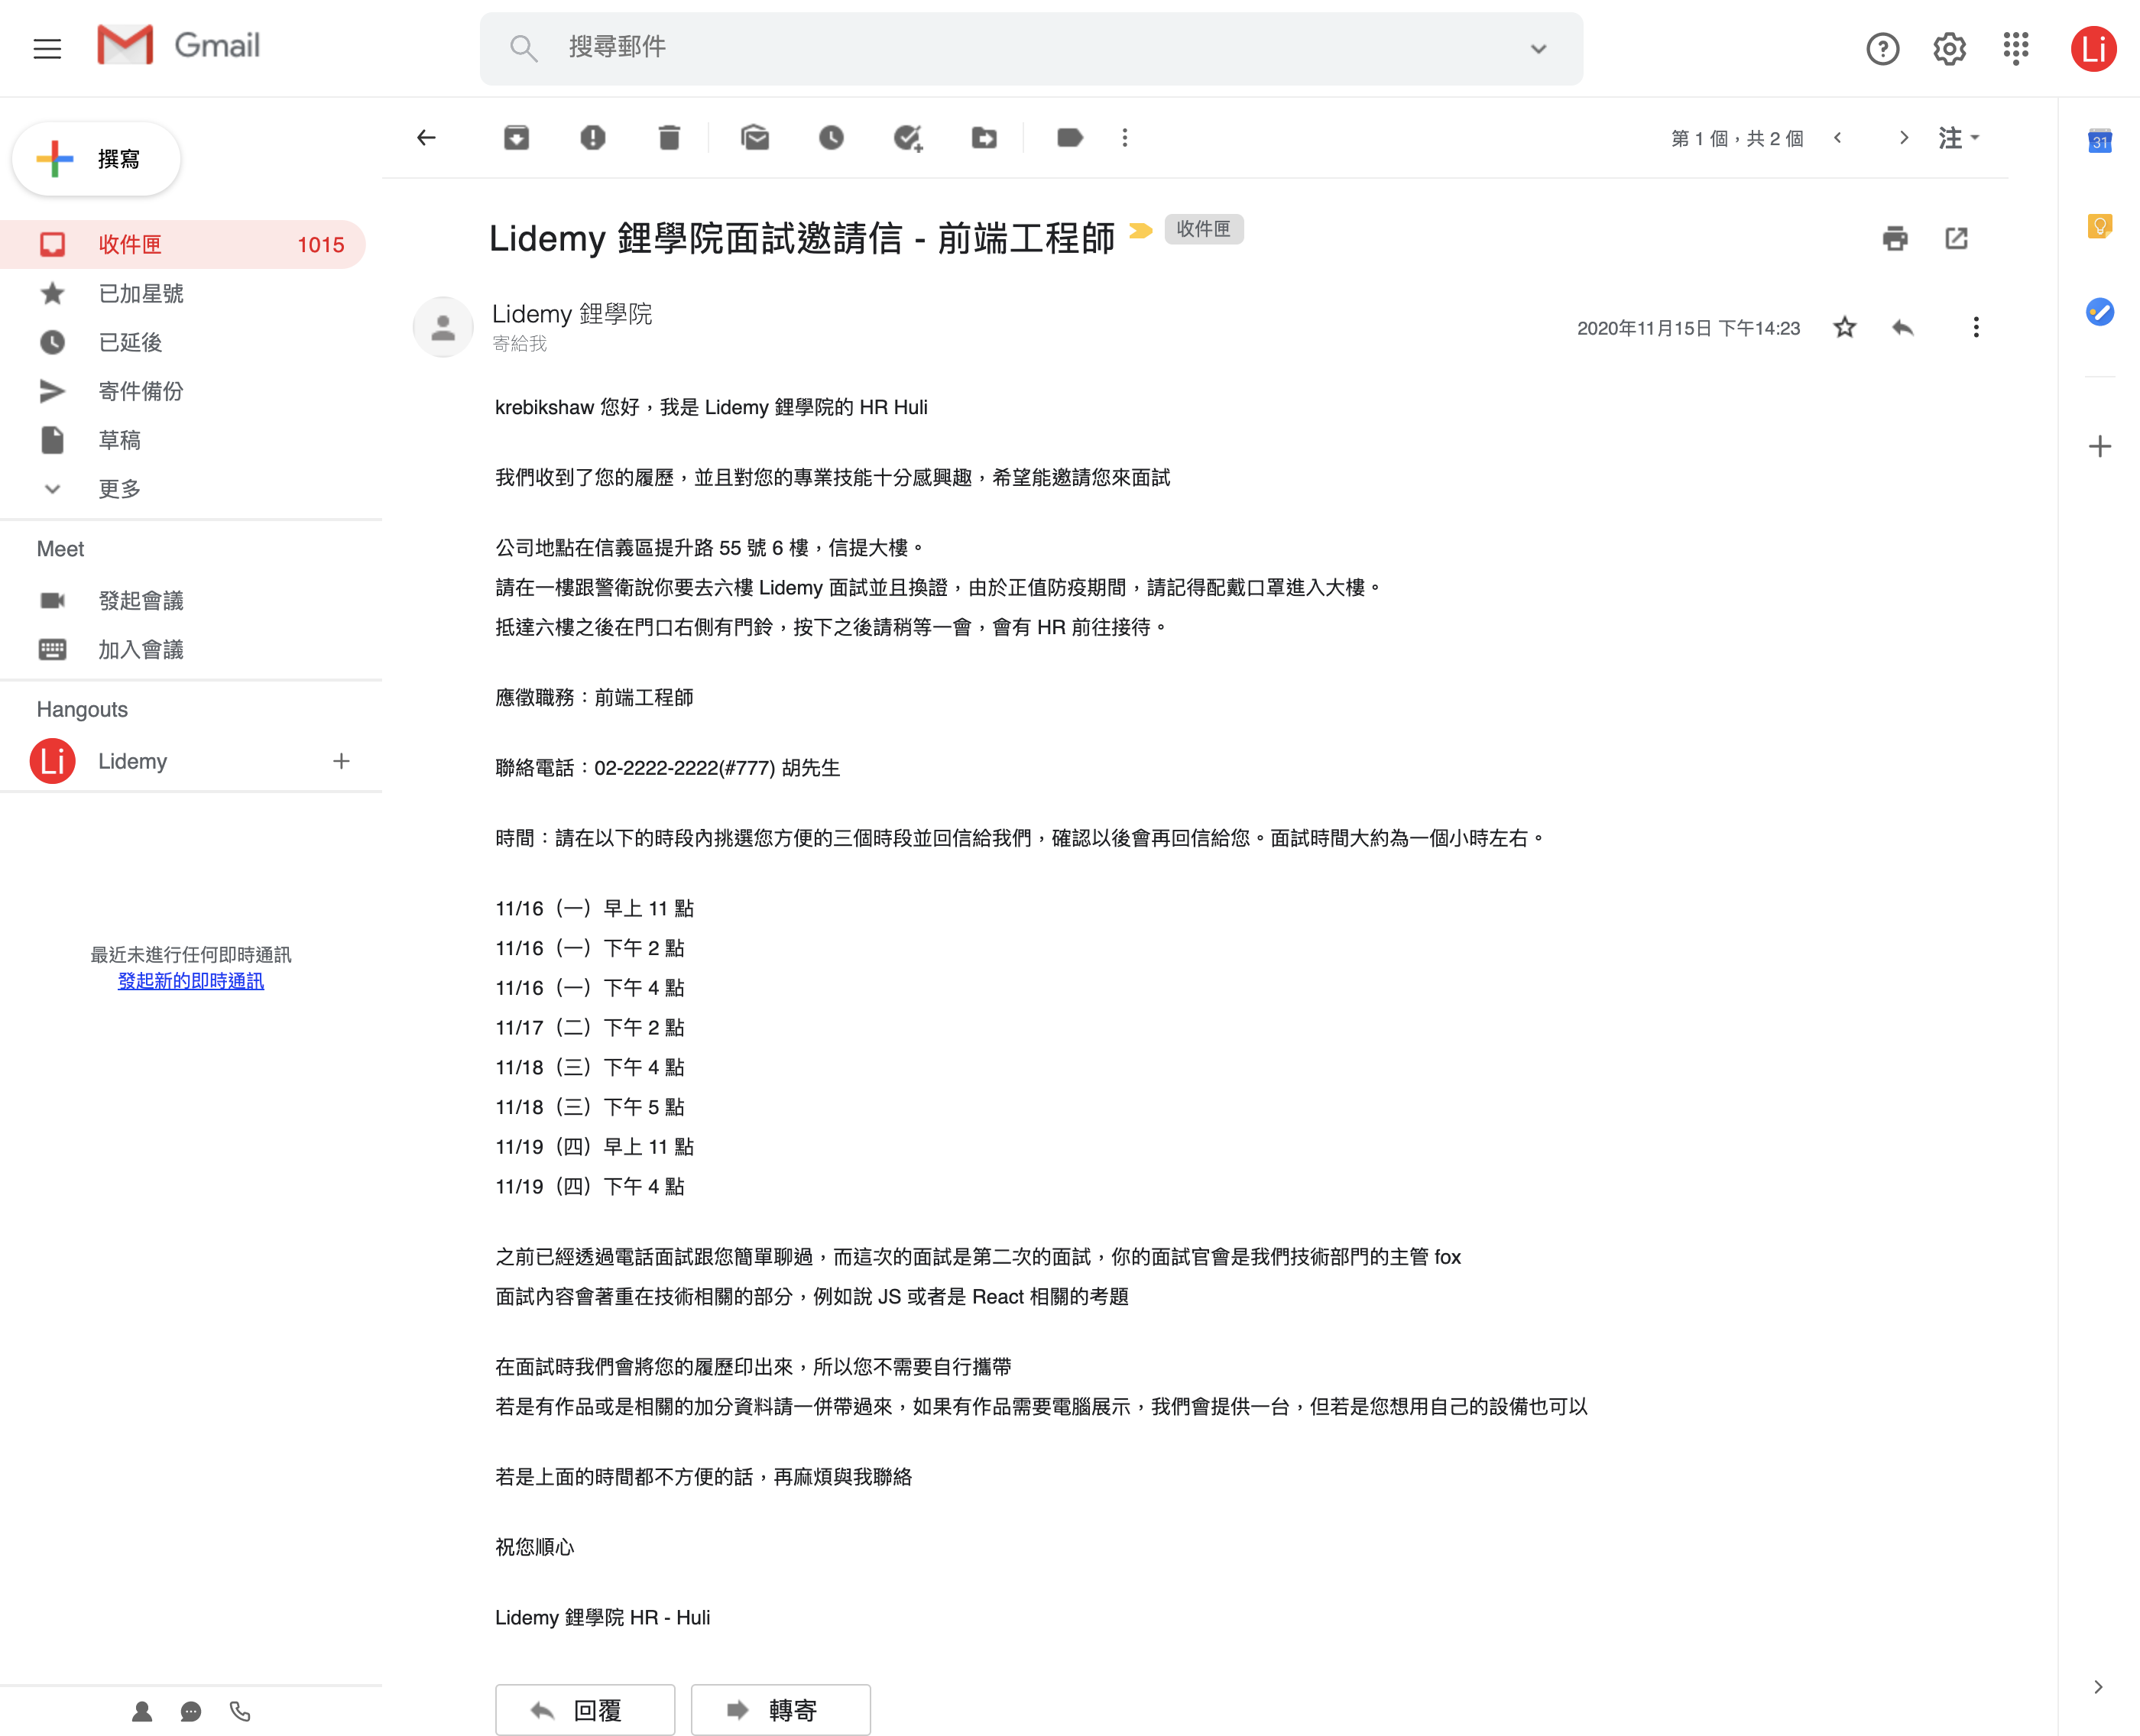 Gmail
搜尋郵件
Li
撰寫
第 1 個，共 2 個
注
31
收件匣 1015
已加星號
已延後
寄件備份
草稿
更多
Meet
發起會議
加入會議
Hangouts
Li Lidemy
最近未進行任何即時通訊
發起新的即時通訊
Lidemy 鋰學院面試邀請信 - 前端工程師 收件匣
Lidemy 鋰學院
寄給我
2020年11月15日 下午14:23
krebikshaw 您好，我是 Lidemy 鋰學院的 HR Huli
我們收到了您的履歷，並且對您的專業技能十分感興趣，希望能邀請您來面試
公司地點在信義區提升路 55 號 6 樓，信提大樓。
請在一樓跟警衛說你要去六樓 Lidemy 面試並且換證，由於正值防疫期間，請記得配戴口罩進入大樓。
抵達六樓之後在門口右側有門鈴，按下之後請稍等一會，會有 HR 前往接待。
應徵職務：前端工程師
聯絡電話：02-2222-2222(#777) 胡先生
時間：請在以下的時段內挑選您方便的三個時段並回信給我們，確認以後會再回信給您。面試時間大約為一個小時左右。
11/16（一）早上 11 點
11/16（一）下午 2 點
11/16（一）下午 4 點
11/17（二）下午 2 點
11/18（三）下午 4 點
11/18（三）下午 5 點
11/19（四）早上 11 點
11/19（四）下午 4 點
之前已經透過電話面試跟您簡單聊過，而這次的面試是第二次的面試，你的面試官會是我們技術部門的主管 fox
面試內容會著重在技術相關的部分，例如說 JS 或者是 React 相關的考題
在面試時我們會將您的履歷印出來，所以您不需要自行攜帶
若是有作品或是相關的加分資料請一併帶過來，如果有作品需要電腦展示，我們會提供一台，但若是您想用自己的設備也可以
若是上面的時間都不方便的話，再麻煩與我聯絡
祝您順心
Lidemy 鋰學院 HR - Huli
回覆
轉寄